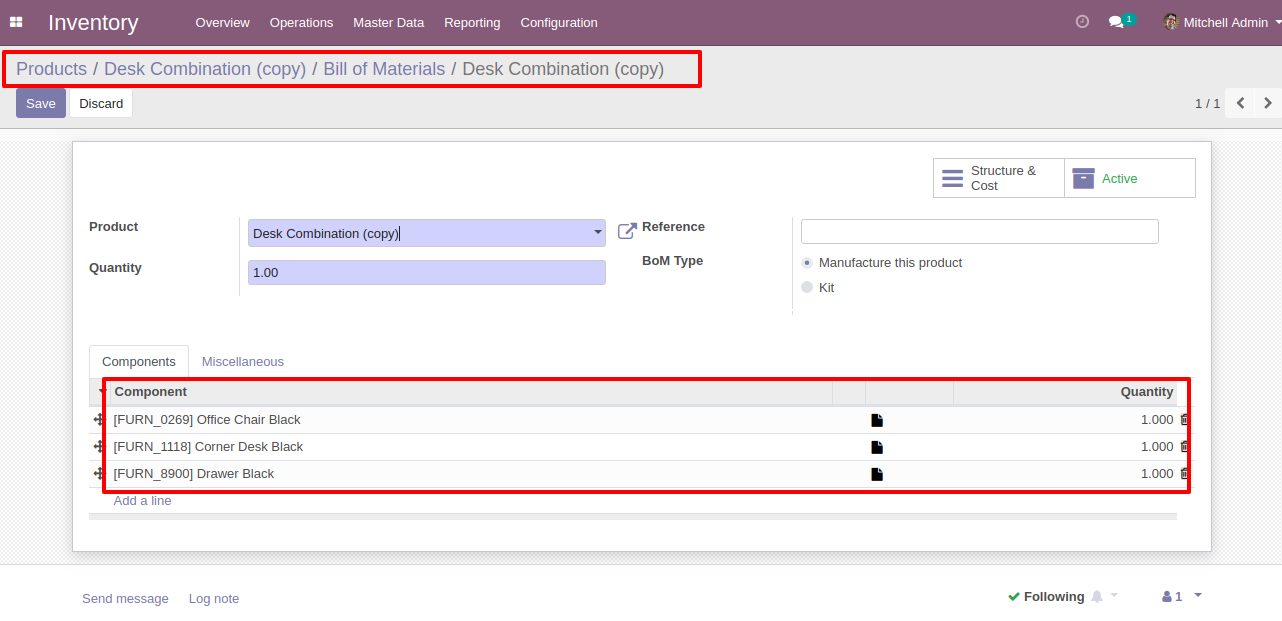 Inventory Overview Operations Master Data Reporting Configuration 1 Mitchell Admin
Products / Desk Combination (copy) / Bill of Materials / Desk Combination (copy)
Save Discard 1 / 1
Structure & Cost
Active
Product Desk Combination (copy)
Quantity 1.00
Reference
BoM Type Manufacture this product
Kit
Components Miscellaneous
Component Quantity
[FURN_0269] Office Chair Black 1.000
[FURN_1118] Corner Desk Black 1.000
[FURN_8900] Drawer Black 1.000
Add a line
Send message Log note Following 1